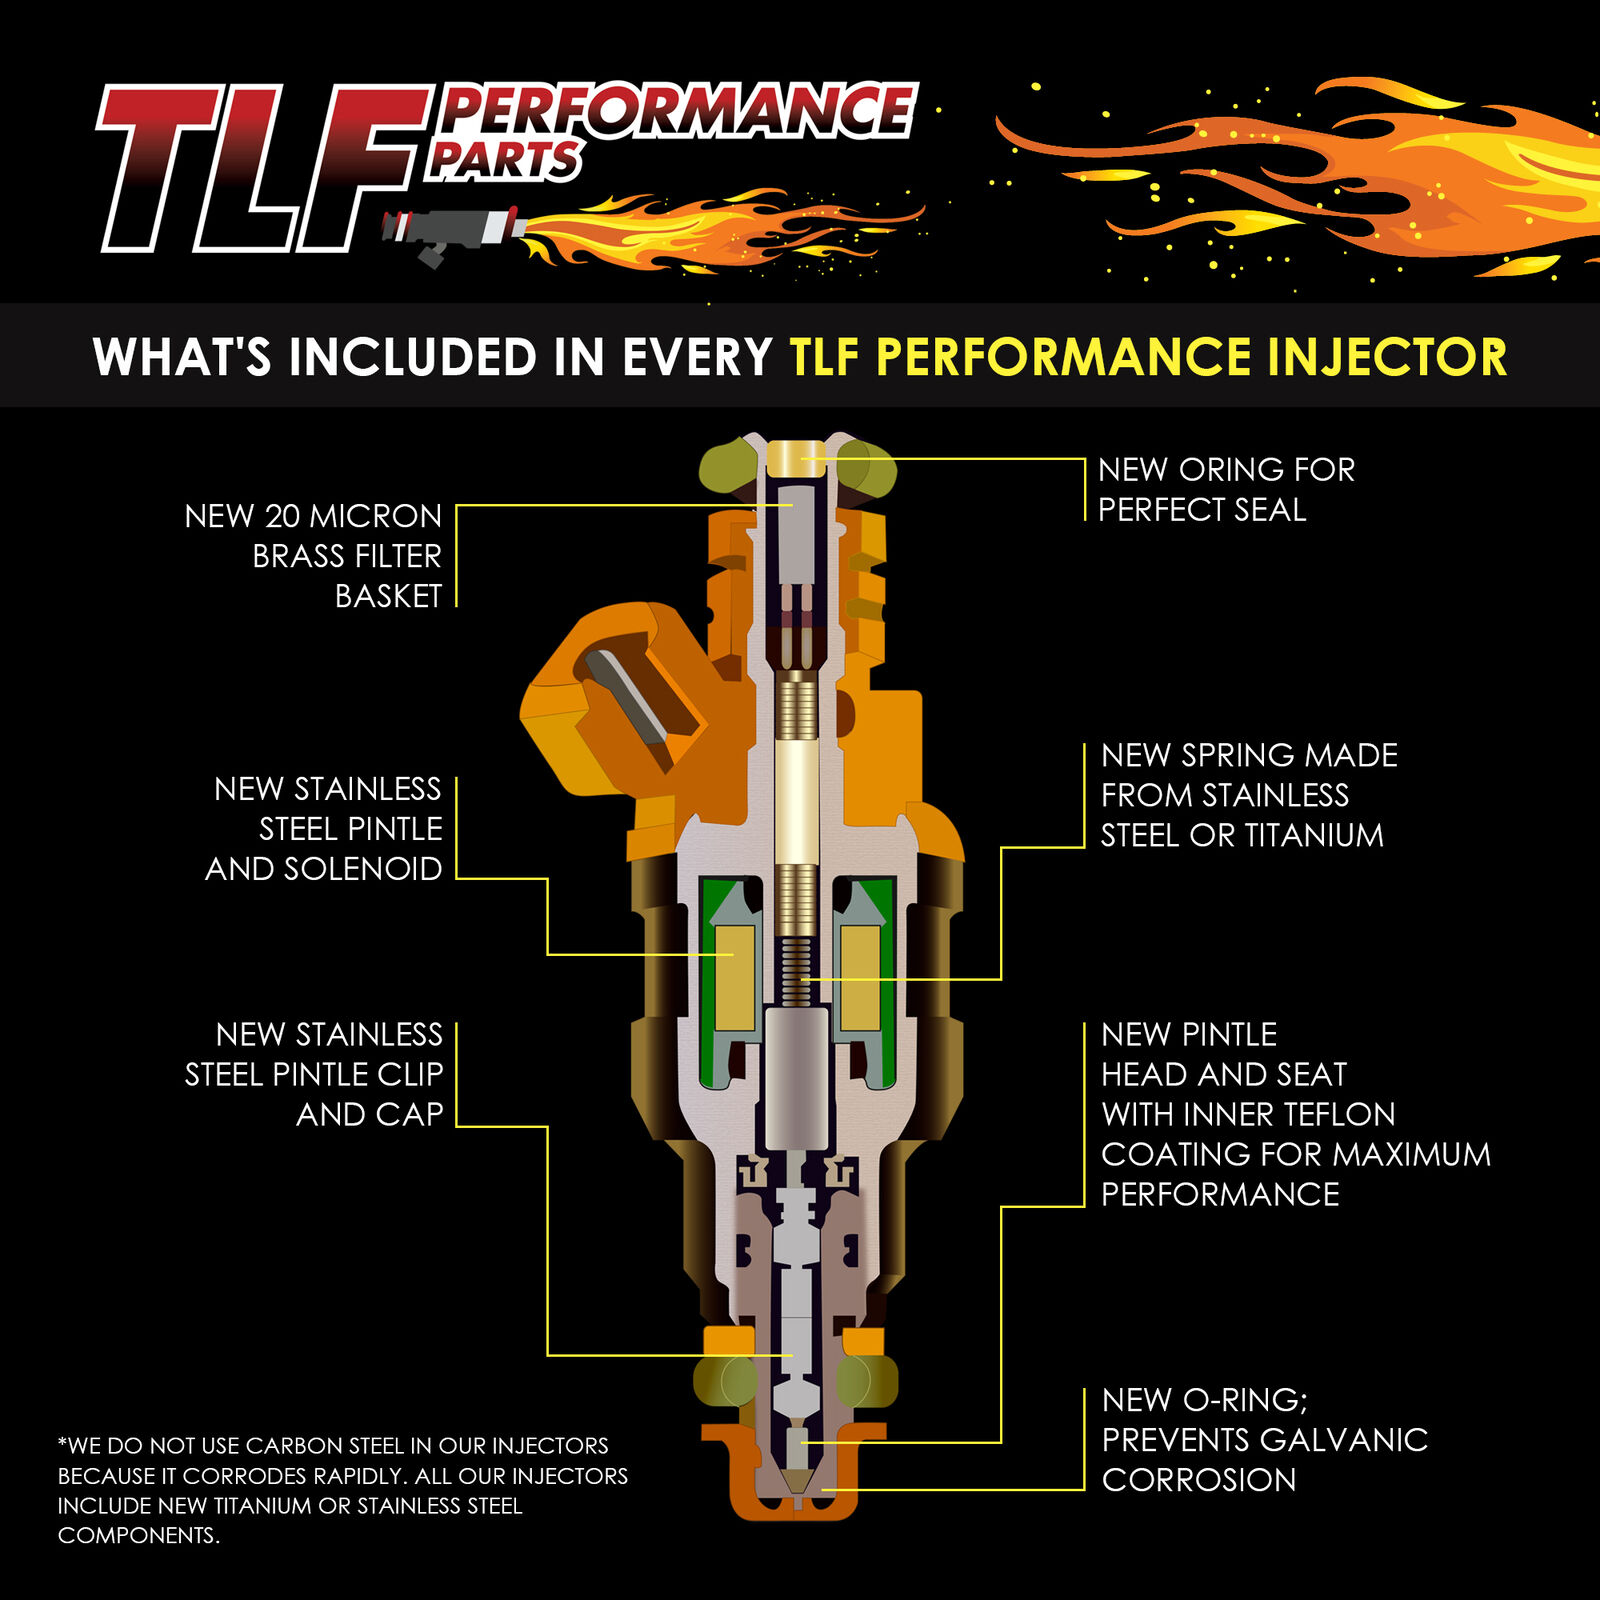 TLF PERFORMANCE
PARTS
WHAT'S INCLUDED IN EVERY TLF PERFORMANCE INJECTOR
NEW 20 MICRON
BRASS FILTER
BASKET
NEW ORING FOR
PERFECT SEAL
NEW STAINLESS
STEEL PINTLE
AND SOLENOID
NEW SPRING MADE
FROM STAINLESS
STEEL OR TITANIUM
NEW STAINLESS
STEEL PINTLE CLIP
AND CAP
NEW PINTLE
HEAD AND SEAT
WITH INNER TEFLON
COATING FOR MAXIMUM
PERFORMANCE
NEW O-RING;
PREVENTS GALVANIC
CORROSION
*WE DO NOT USE CARBON STEEL IN OUR INJECTORS
BECAUSE IT CORRODES RAPIDLY. ALL OUR INJECTORS
INCLUDE NEW TITANIUM OR STAINLESS STEEL
COMPONENTS.